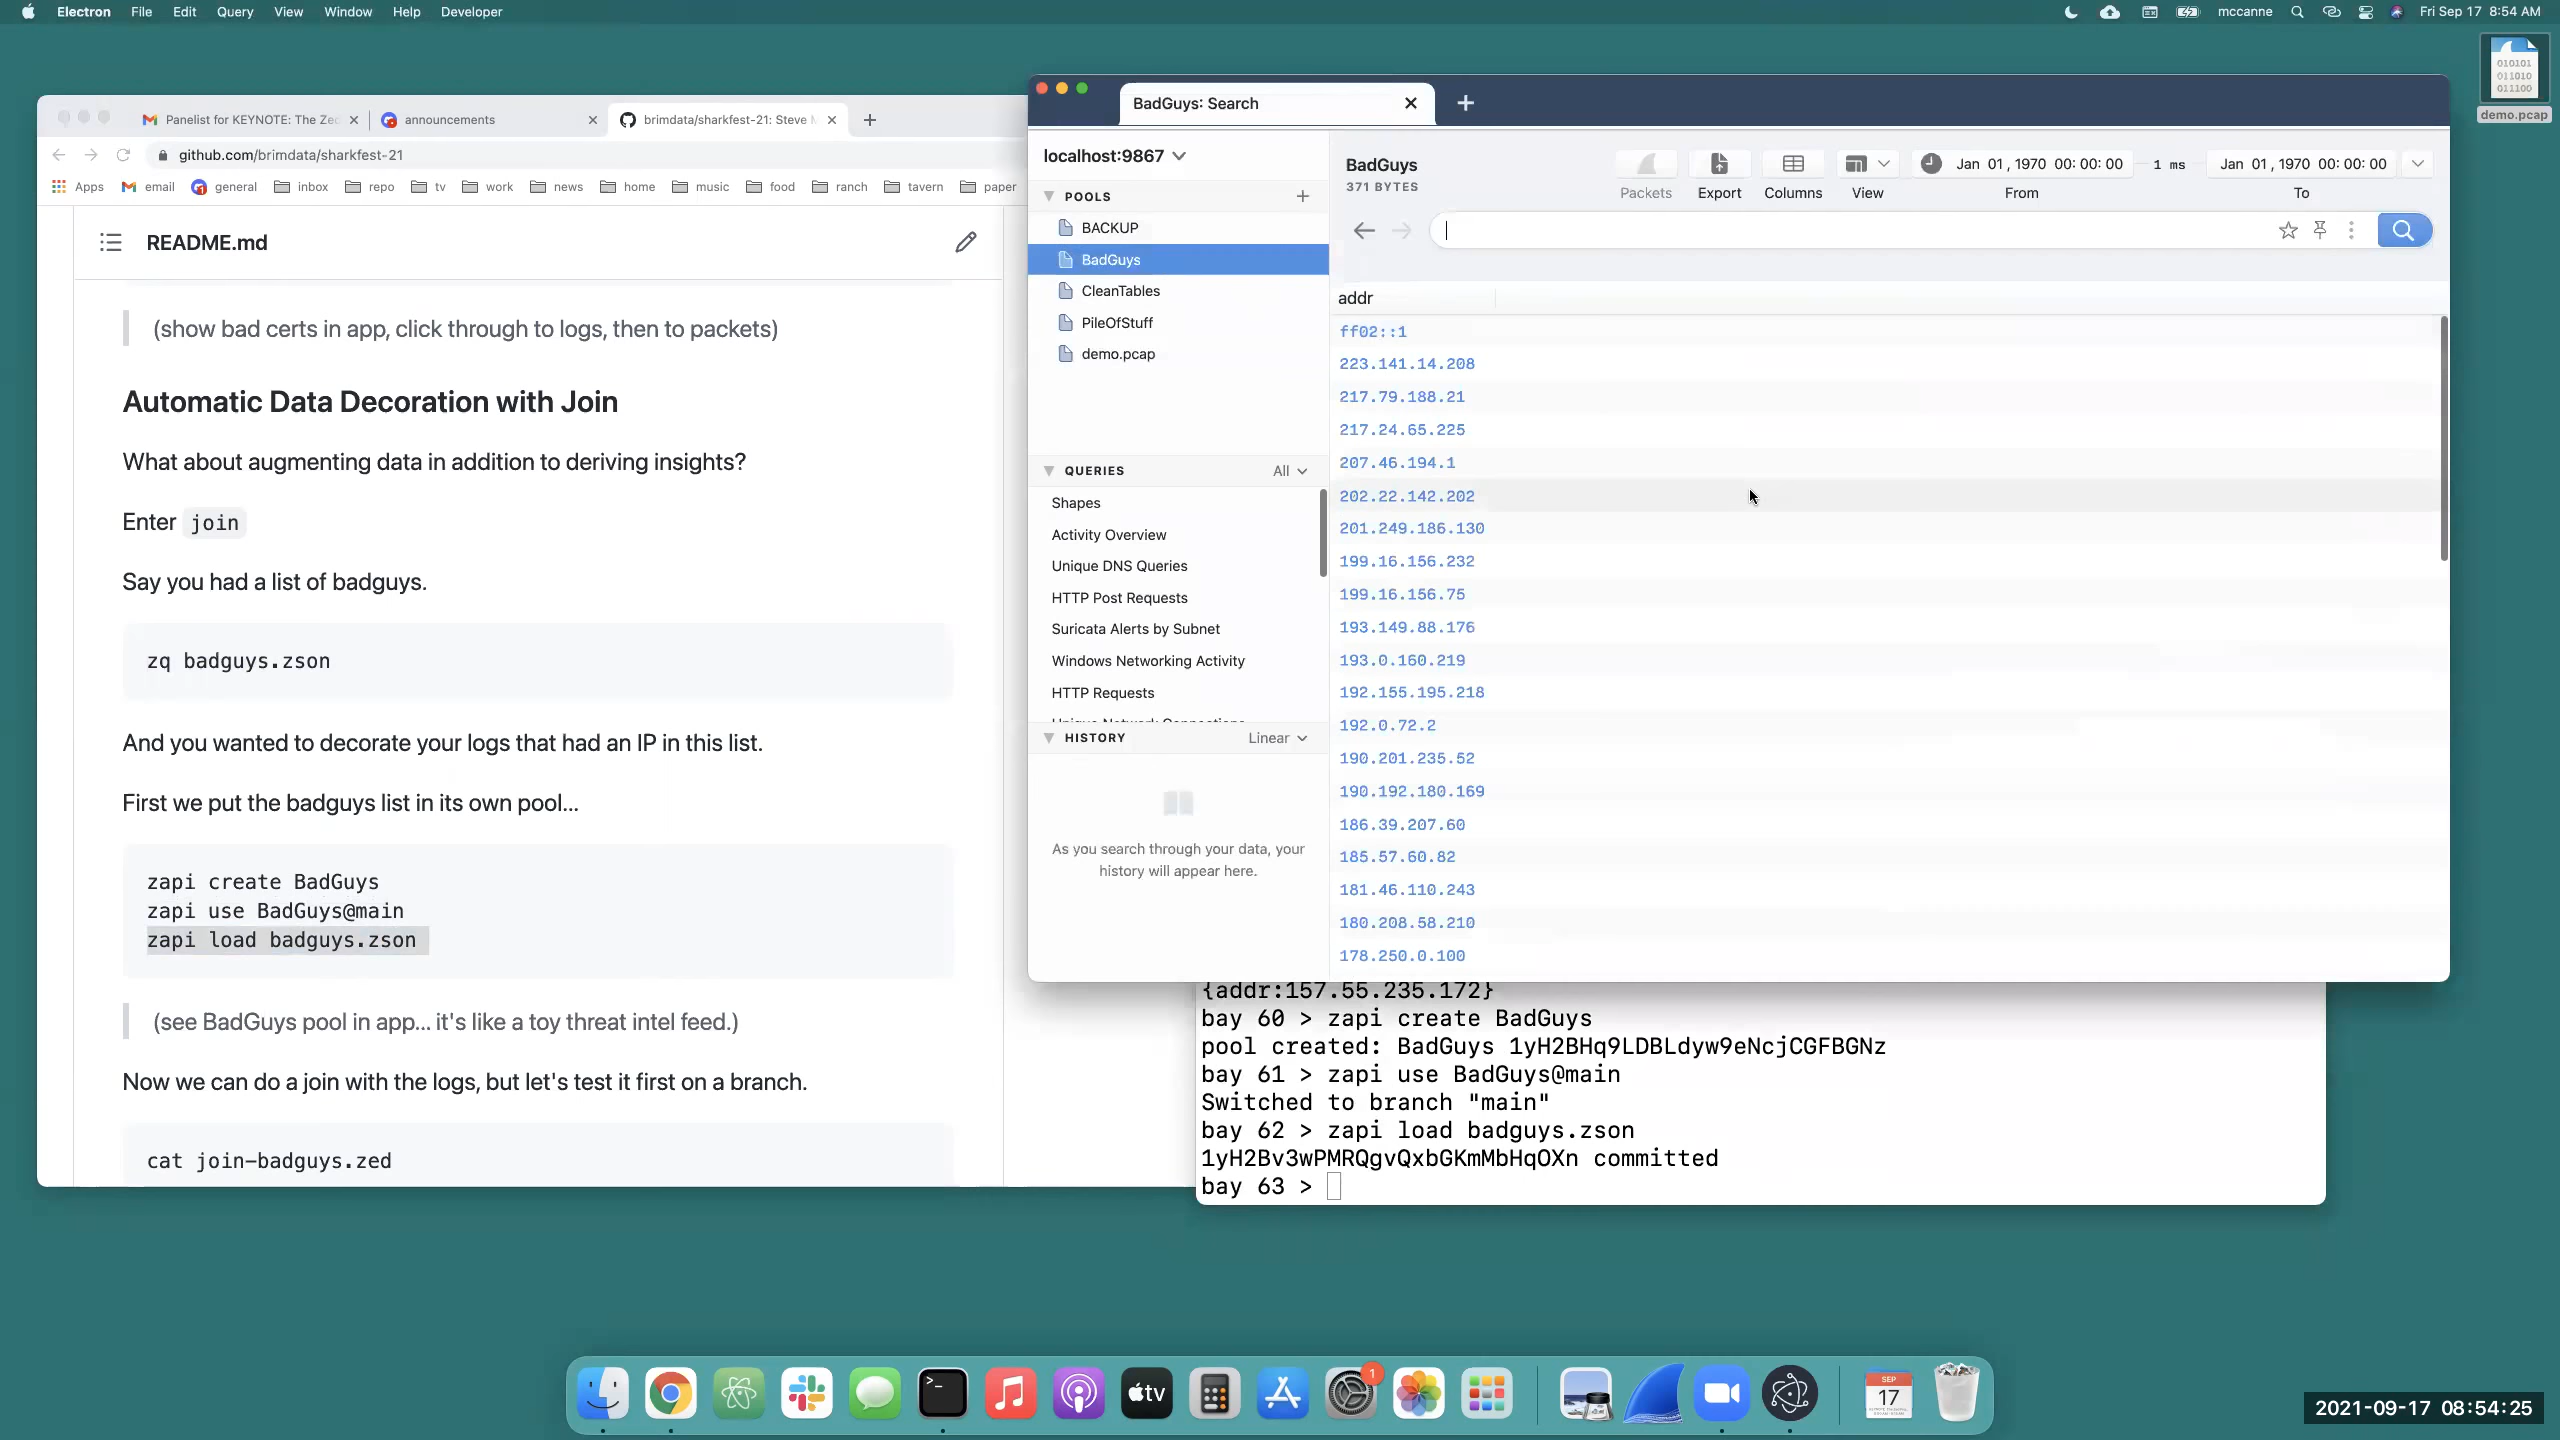 Electron File Edit Query View Window Help Developer
mccanne Fri Sep 17 8:54 AM
010101
011010
011100
demo.pcap
Panelist for KEYNOTE: The Ze
announcements
brimdata/sharkfest-21: Steve M
github.com/brimdata/sharkfest-21
Apps email general inbox repo tv work news home music food ranch tavern paper
README.md
(show bad certs in app, click through to logs, then to packets)
Automatic Data Decoration with Join
What about augmenting data in addition to deriving insights?
Enter join
Say you had a list of badguys.
zq badguys.zson
And you wanted to decorate your logs that had an IP in this list.
First we put the badguys list in its own pool...
zapi create BadGuys
zapi use BadGuys@main
zapi load badguys.zson
(see BadGuys pool in app... it's like a toy threat intel feed.)
Now we can do a join with the logs, but let's test it first on a branch.
cat join-badguys.zed
BadGuys: Search
localhost:9867
POOLS
BACKUP
BadGuys
CleanTables
PileOfStuff
demo.pcap
QUERIES All
Shapes
Activity Overview
Unique DNS Queries
HTTP Post Requests
Suricata Alerts by Subnet
Windows Networking Activity
HTTP Requests
Unique Network Connections
HISTORY Linear
As you search through your data, your
history will appear here.
BadGuys
371 BYTES
Packets
Export
Columns
View
Jan 01, 1970 00:00:00
From
1 ms
Jan 01, 1970 00:00:00
To
addr
ff02::1
223.141.14.208
217.79.188.21
217.24.65.225
207.46.194.1
202.22.142.202
201.249.186.130
199.16.156.232
199.16.156.75
193.149.88.176
193.0.160.219
192.155.195.218
192.0.72.2
190.201.235.52
190.192.180.169
186.39.207.60
185.57.60.82
181.46.110.243
180.208.58.210
178.250.0.100
{addr:157.55.235.172}
bay 60 > zapi create BadGuys
pool created: BadGuys 1yH2BHq9LDBLdyw9eNcjCGFBGNz
bay 61 > zapi use BadGuys@main
Switched to branch "main"
bay 62 > zapi load badguys.zson
1yH2Bv3wPMRQgvQxbGKmMbHqOXn committed
bay 63 >
tv
1
SEP
17
2021-09-17 08:54:25